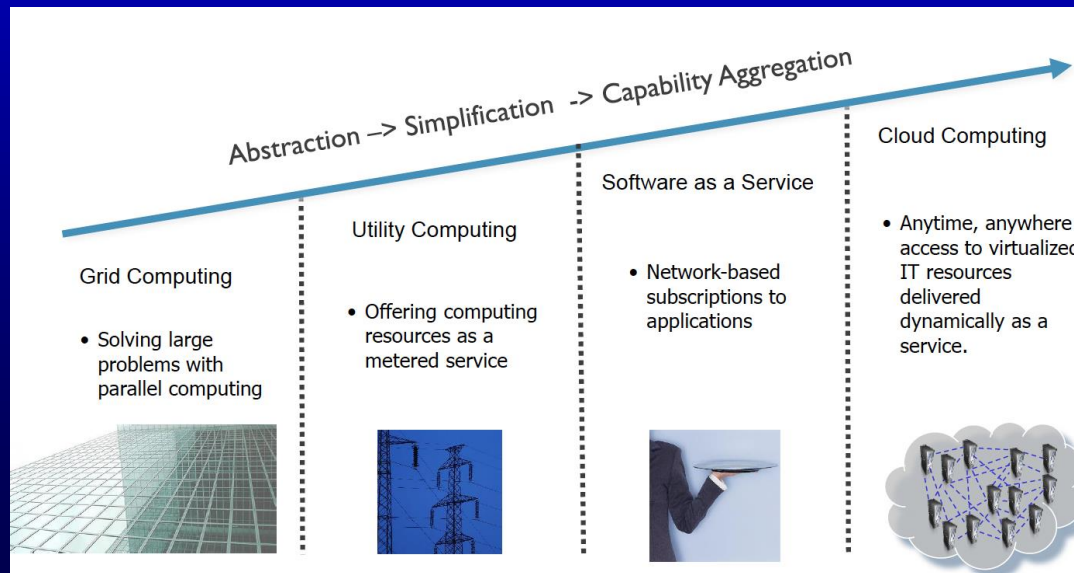 Abstraction –> Simplification -> Capability Aggregation
Grid Computing
• Solving large
problems with
parallel computing
Utility Computing
• Offering computing
resources as a
metered service
Software as a Service
• Network-based
subscriptions to
applications
Cloud Computing
• Anytime, anywhere
access to virtualized
IT resources
delivered
dynamically as a
service.